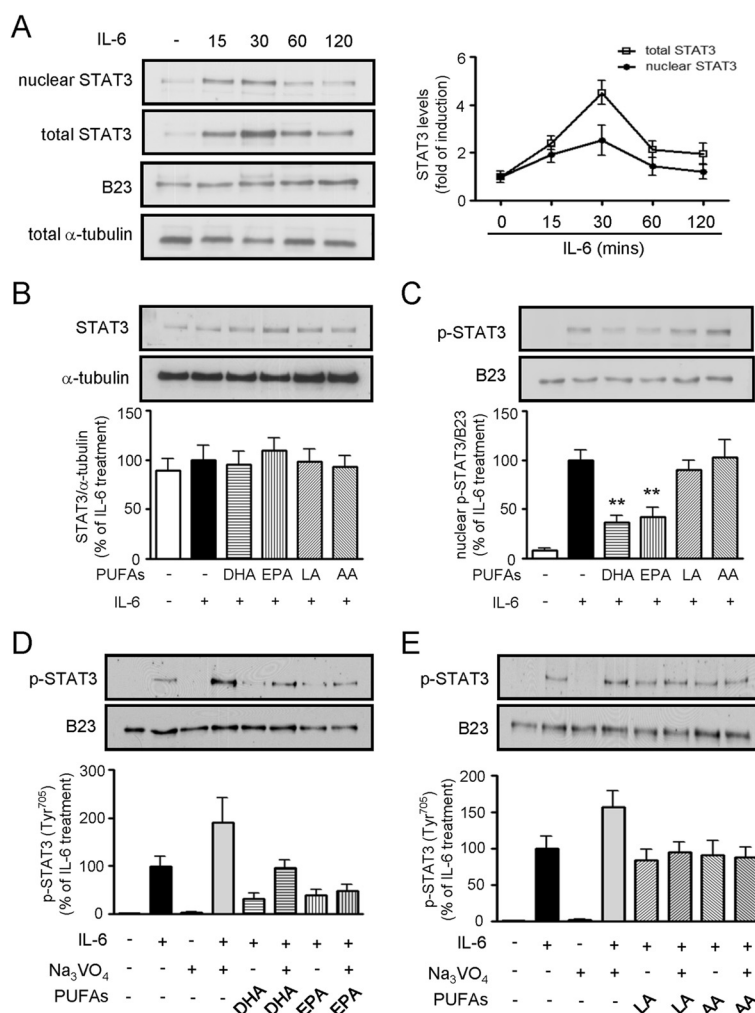 A
IL-6 - 15 30 60 120
nuclear STAT3
total STAT3
B23
total α-tubulin
total STAT3
nuclear STAT3
STAT3 levels
(fold of induction)
6
4
2
0
0 15 30 60 120
IL-6 (mins)
B
STAT3
α-tubulin
STAT3/α-tubulin
(% of IL-6 treatment)
150
100
50
0
PUFAs - - DHA EPA LA AA
IL-6 - + + + + +
C
p-STAT3
B23
nuclear p-STAT3/B23
(% of IL-6 treatment)
150
100
50
0
** **
PUFAs - - DHA EPA LA AA
IL-6 - + + + + +
D
p-STAT3
B23
p-STAT3 (Tyr⁷⁰⁵)
(% of IL-6 treatment)
300
200
100
0
IL-6 - + - + + + + +
Na₃VO₄ - - + + - + - +
PUFAs - - - - DHA DHA EPA EPA
E
p-STAT3
B23
p-STAT3 (Tyr⁷⁰⁵)
(% of IL-6 treatment)
200
150
100
50
0
IL-6 - + - + + + + +
Na₃VO₄ - - + + - + - +
PUFAs - - - - LA LA AA AA